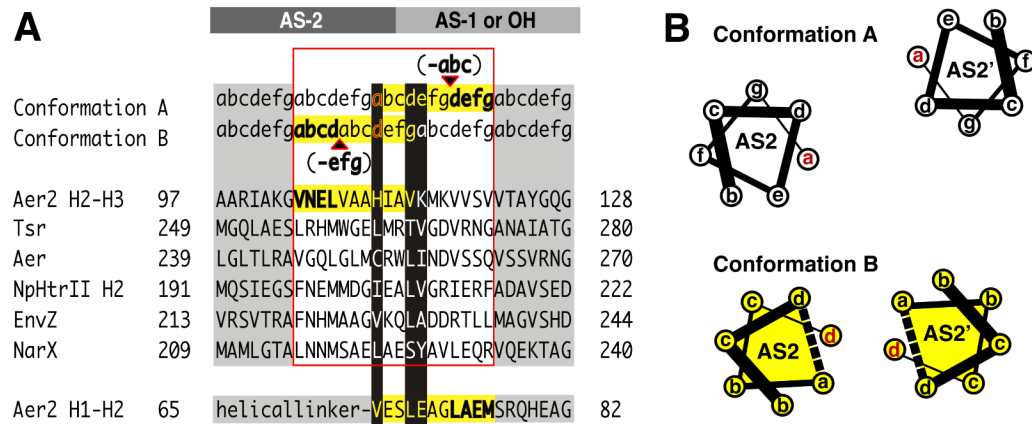 A
AS-2 AS-1 or OH
(-abc)
Conformation A abcdefgabcdefgabcdefgdefgabcdefg
Conformation B abcdefgabcdabcdefgabcdefgabcdefg
(-efg)
Aer2 H2-H3 97 AARIAKGVNELVAAHIAVKMKVVSVVTAYGQG 128
Tsr 249 MGQLAESLRHMWGELMRTVGDVRNGANAIATG 280
Aer 239 LGLTLRAVGQLGLMCRWLINDVSSQVSSVRNG 270
NpHtrII H2 191 MQSIEGSFNEMMDGIEALVGRIERFADAVSED 222
EnvZ 213 VRSVTRAFNHMAAGVKQLADDRTLLMAGVSHD 244
NarX 209 MAMLGTALNNMSAELAESYAVLEQRVQEKTAG 240
Aer2 H1-H2 65 helicallinker-VESLEAGLAEMSRQHEAG 82
B
Conformation A
g
c d
AS2
f a
b e
e b
a f
AS2'
d c
g
Conformation B
c d
c d
AS2
b a
b
b
a b
AS2'
d c
d c